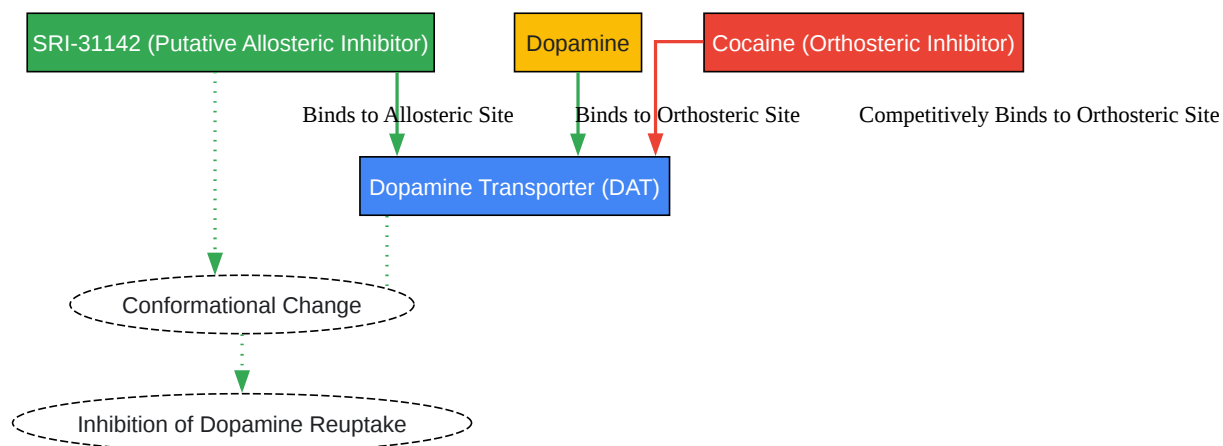 SRI-31142 (Putative Allosteric Inhibitor)
Dopamine
Cocaine (Orthosteric Inhibitor)
Binds to Allosteric Site
Binds to Orthosteric Site
Competitively Binds to Orthosteric Site
Dopamine Transporter (DAT)
Conformational Change
Inhibition of Dopamine Reuptake